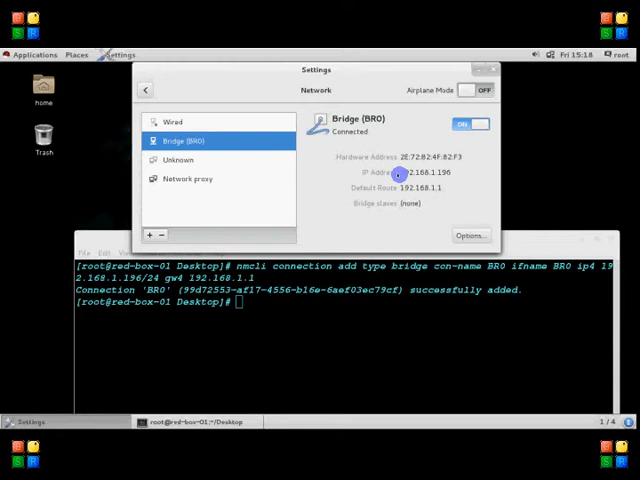 Applications Places Settings Fri 15:18 root
Settings
Network
Airplane Mode OFF
home
Trash
Wired
Bridge (BR0)
Unknown
Network proxy
Bridge (BR0)
Connected
ON
Hardware Address 2E:72:B2:4F:82:F3
IP Address 192.168.1.196
Default Route 192.168.1.1
Bridge slaves (none)
Options...
File Edit
[root@red-box-01 Desktop]# nmcli connection add type bridge con-name BR0 ifname BR0 ip4 19
2.168.1.196/24 gw4 192.168.1.1
Connection 'BR0' (99d72553-af17-4556-b16e-6aef03ec79cf) successfully added.
[root@red-box-01 Desktop]#
Settings root@red-box-01:~/Desktop 1 / 4